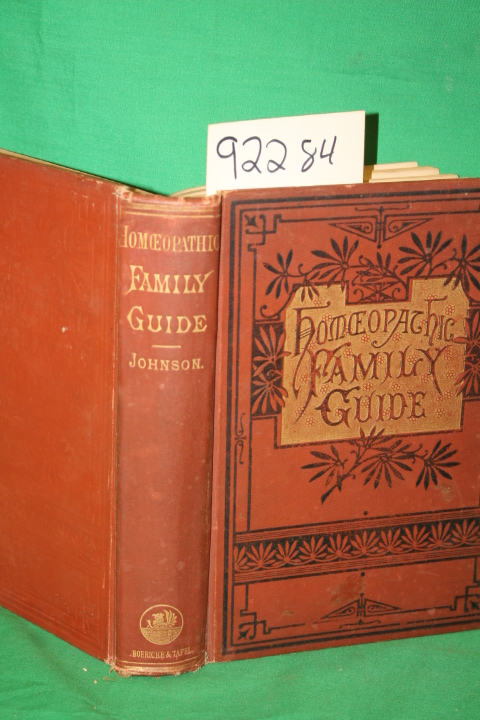 92284
HOMŒOPATHIC
FAMILY
GUIDE
JOHNSON.
BOERICKE & TAFEL.
HOMŒOPATHIC
FAMILY
GUIDE